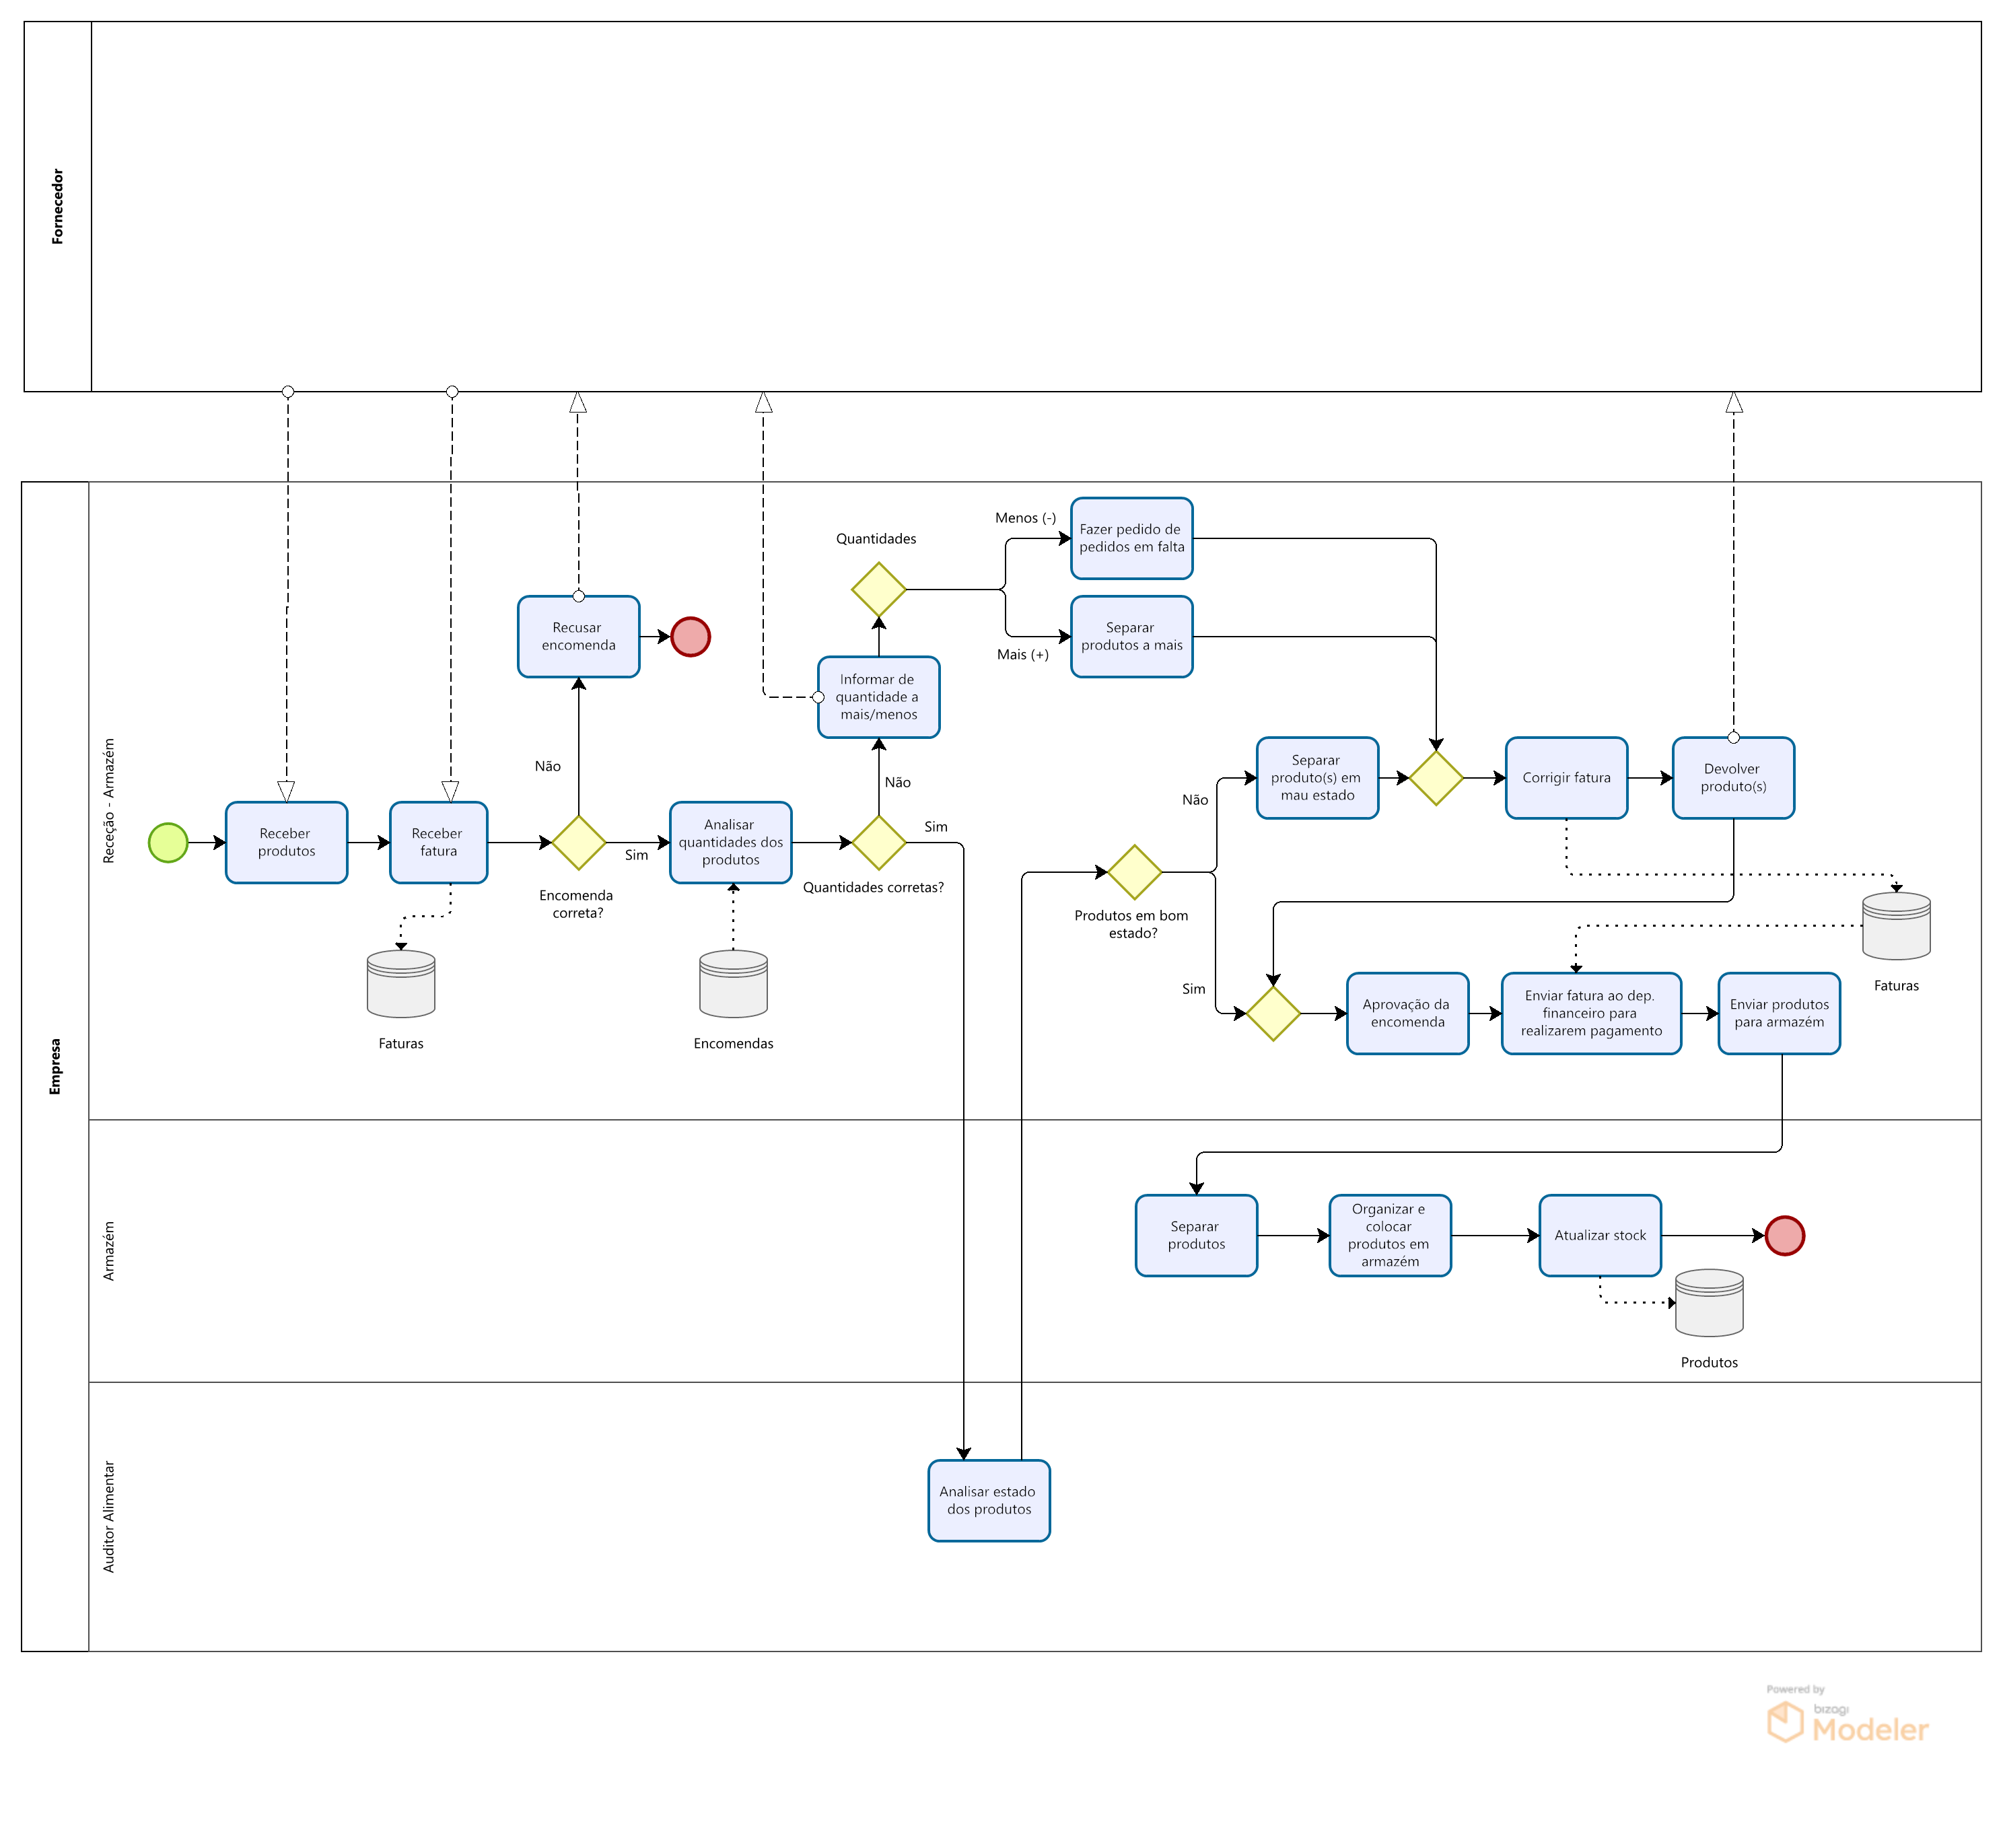 Fornecedor
Empresa
Receção - Armazém
Menos (-)
Fazer pedido de
pedidos em falta
Quantidades
Recusar
encomenda
Separar
produtos a mais
Mais (+)
Informar de
quantidade a
mais/menos
Não
Não
Separar
produto(s) em
mau estado
Corrigir fatura
Devolver
produto(s)
Não
Receber
produtos
Receber
fatura
Sim
Analisar
quantidades dos
produtos
Sim
Encomenda
correta?
Quantidades corretas?
Produtos em bom
estado?
Sim
Faturas
Aprovação da
encomenda
Enviar fatura ao dep.
financeiro para
realizarem pagamento
Enviar produtos
para armazém
Faturas
Encomendas
Armazém
Separar
produtos
Organizar e
colocar
produtos em
armazém
Atualizar stock
Produtos
Auditor Alimentar
Analisar estado
dos produtos
Powered by
bizagi
Modeler